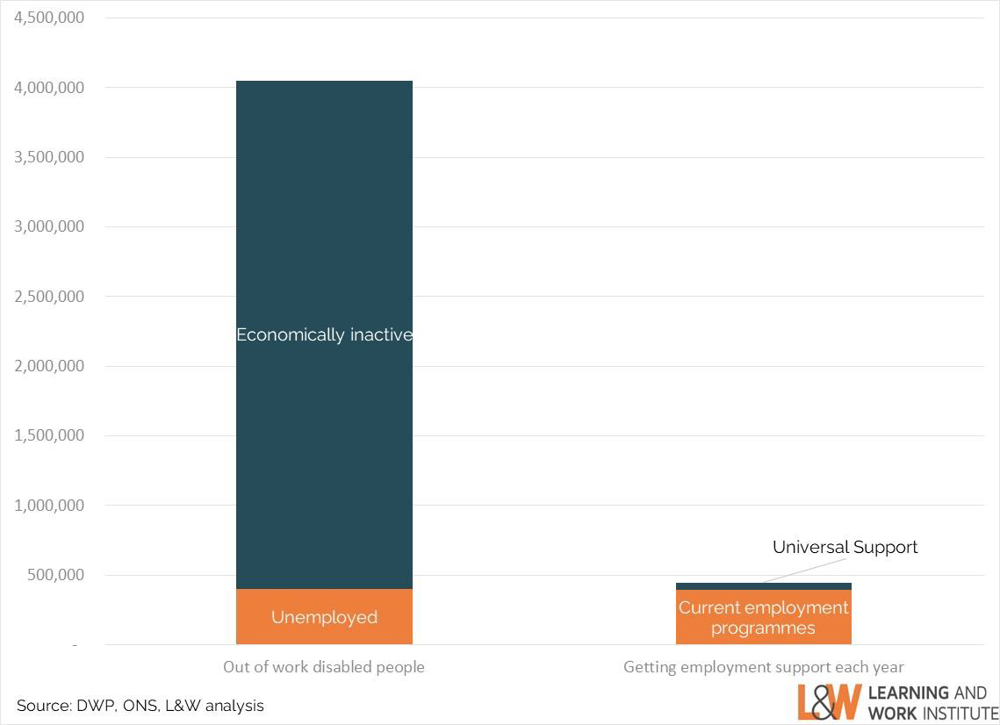 4,500,000
4,000,000
3,500,000
3,000,000
2,500,000
2,000,000
1,500,000
1,000,000
500,000
-
Economically inactive
Unemployed
Universal Support
Current employment
programmes
Out of work disabled people
Getting employment support each year
Source: DWP, ONS, L&W analysis
L&W
LEARNING AND
WORK INSTITUTE